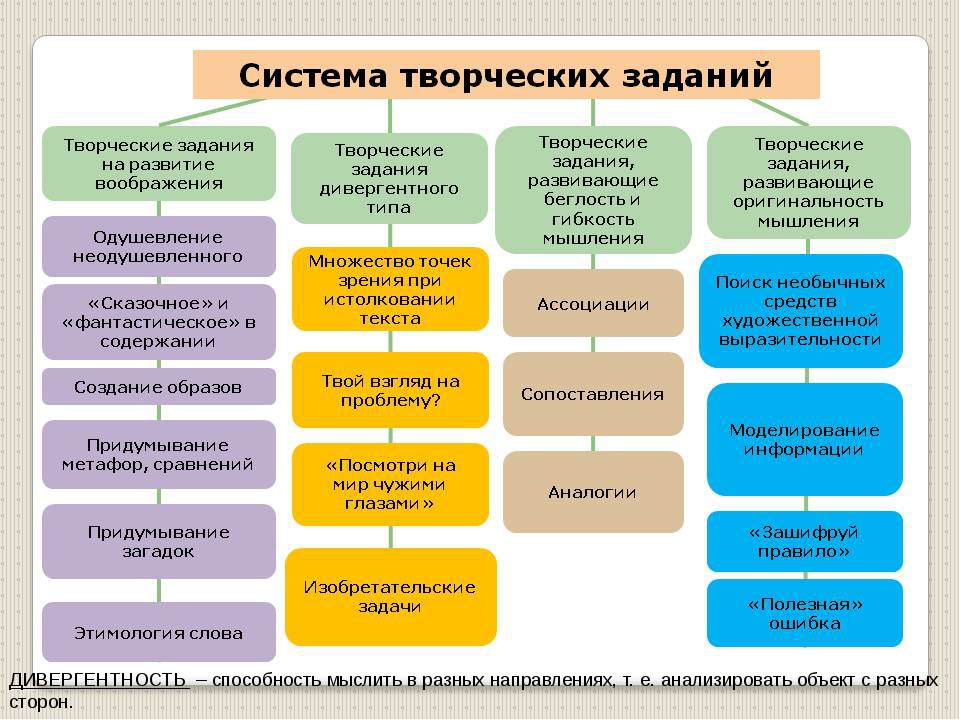 Система творческих заданий
Творческие задания
на развитие
воображения
Одушевление
неодушевленного
«Сказочное» и
«фантастическое» в
содержании
Создание образов
Придумывание
метафор, сравнений
Придумывание
загадок
Этимология слова
Творческие
задания
дивергентного
типа
Множество точек
зрения при
истолковании
текста
Твой взгляд на
проблему?
«Посмотри на
мир чужими
глазами»
Изобретательские
задачи
Творческие
задания,
развивающие
беглость и
гибкость
мышления
Ассоциации
Сопоставления
Аналогии
Творческие
задания,
развивающие
оригинальность
мышления
Поиск необычных
средств
художественной
выразительности
Моделирование
информации
«Зашифруй
правило»
«Полезная»
ошибка
ДИВЕРГЕНТНОСТЬ – способность мыслить в разных направлениях, т. е. анализировать объект с разных
сторон.